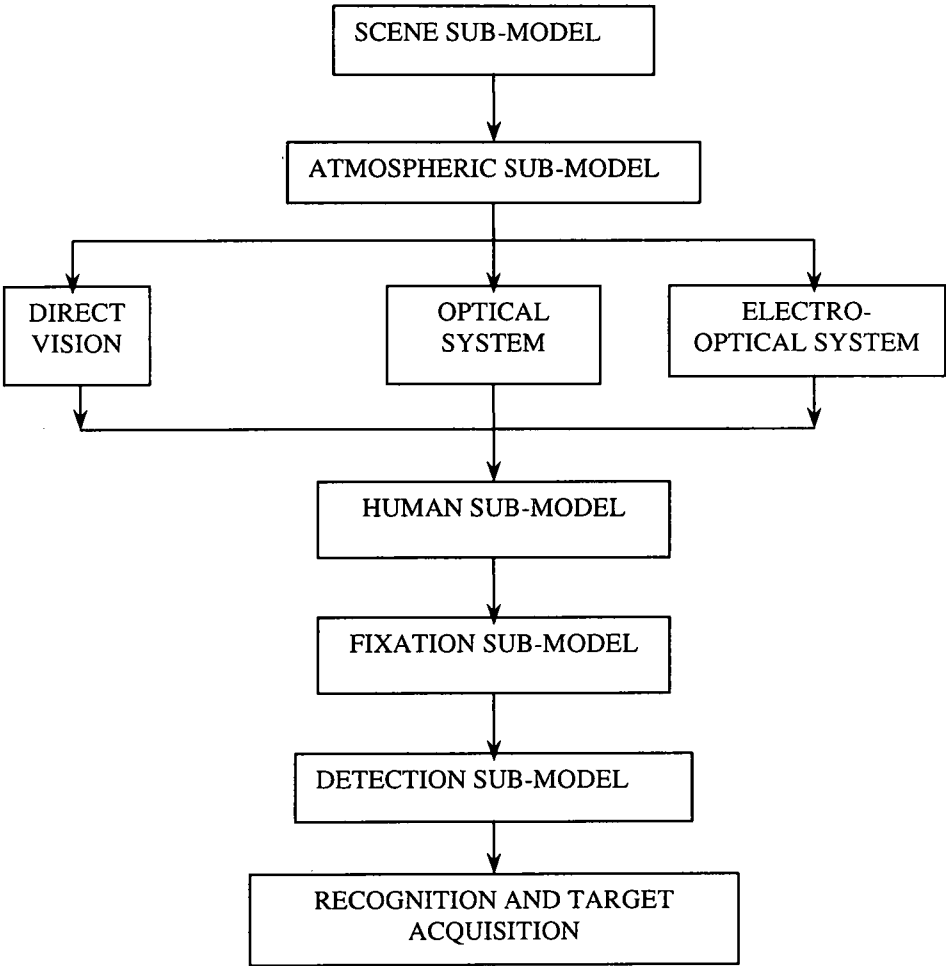 SCENE SUB-MODEL
ATMOSPHERIC SUB-MODEL
DIRECT
VISION
OPTICAL
SYSTEM
ELECTRO-
OPTICAL SYSTEM
HUMAN SUB-MODEL
FIXATION SUB-MODEL
DETECTION SUB-MODEL
RECOGNITION AND TARGET
ACQUISITION